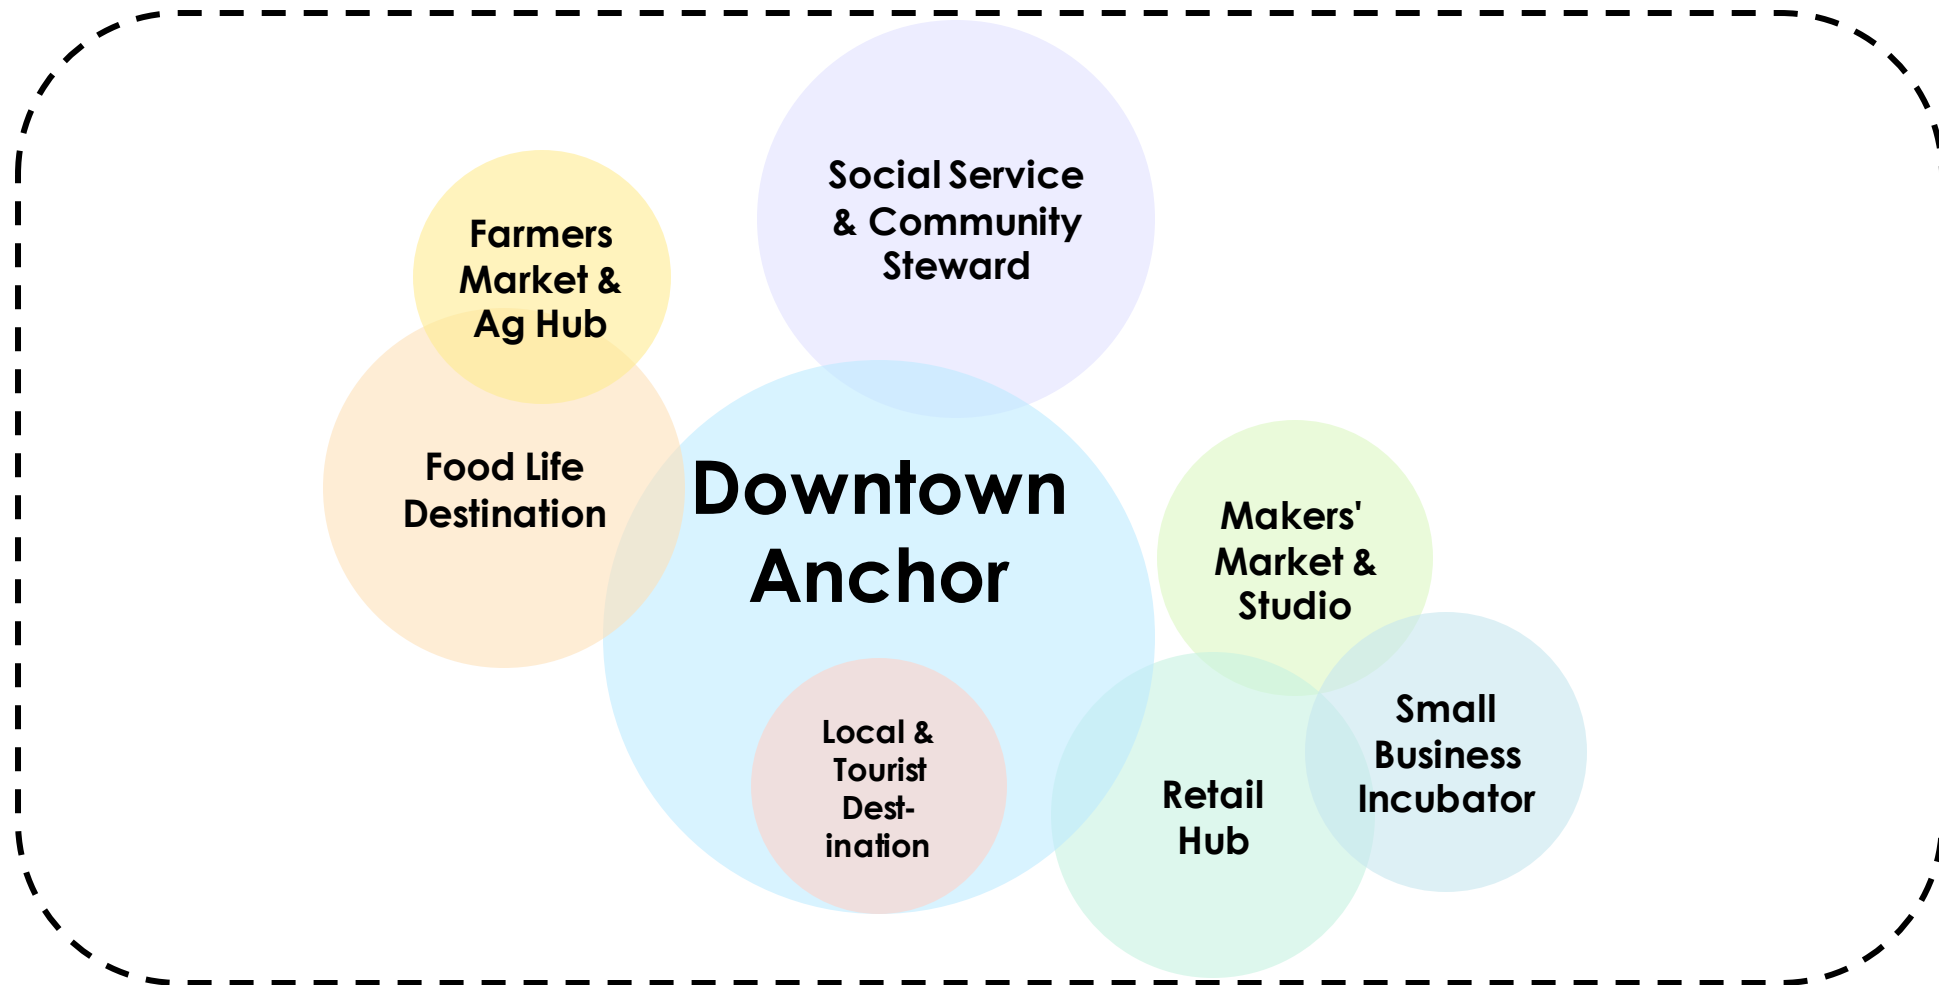 Social Service
& Community
Steward
Farmers
Market &
Ag Hub
Food Life
Destination
Downtown
Anchor
Makers'
Market &
Studio
Small
Business
Incubator
Local &
Tourist
Dest-
ination
Retail
Hub